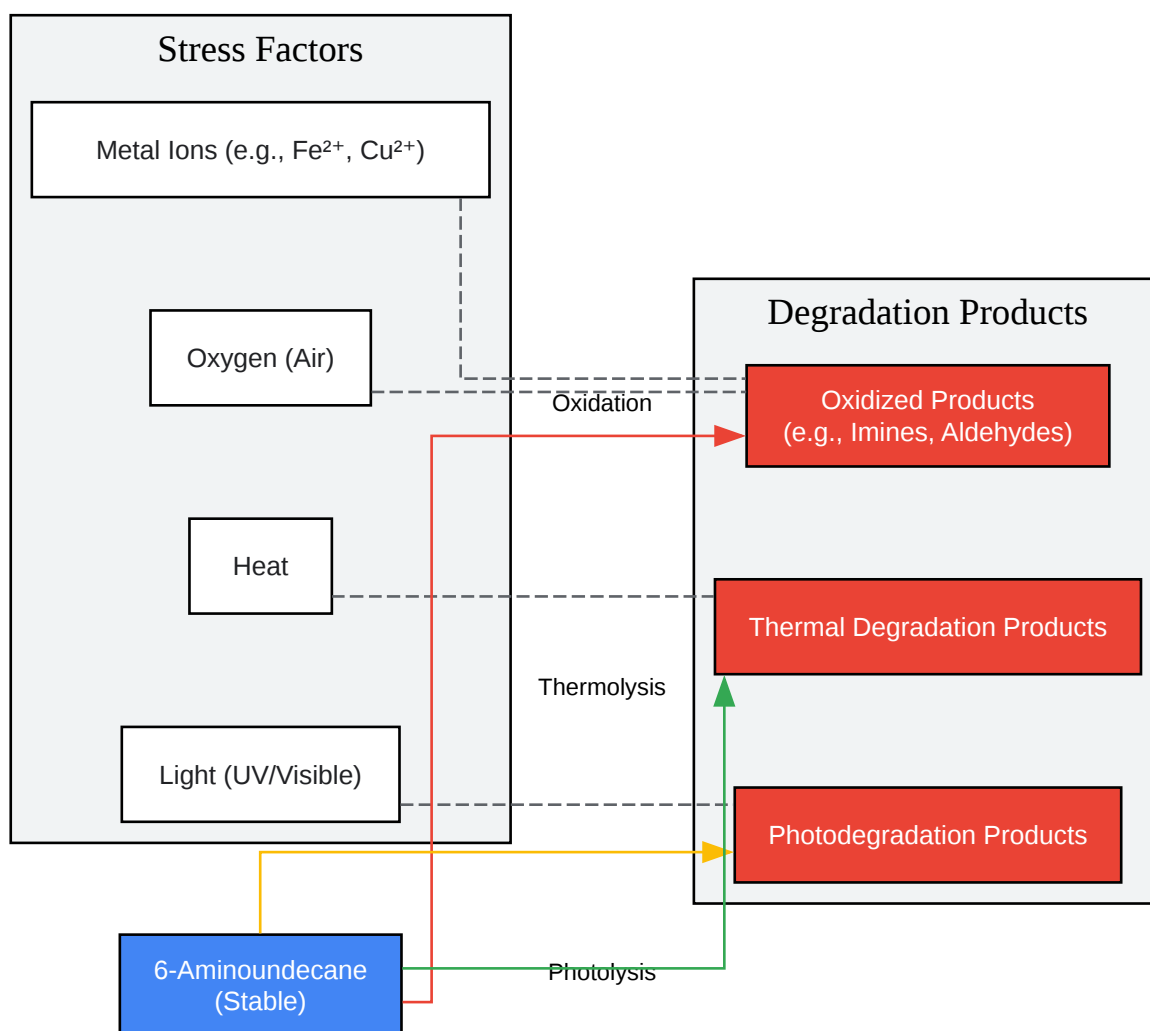 Stress Factors
Metal Ions (e.g., Fe²⁺, Cu²⁺)
Oxygen (Air)
Heat
Light (UV/Visible)
6-Aminoundecane
(Stable)
Oxidation
Thermolysis
Photolysis
Degradation Products
Oxidized Products
(e.g., Imines, Aldehydes)
Thermal Degradation Products
Photodegradation Products